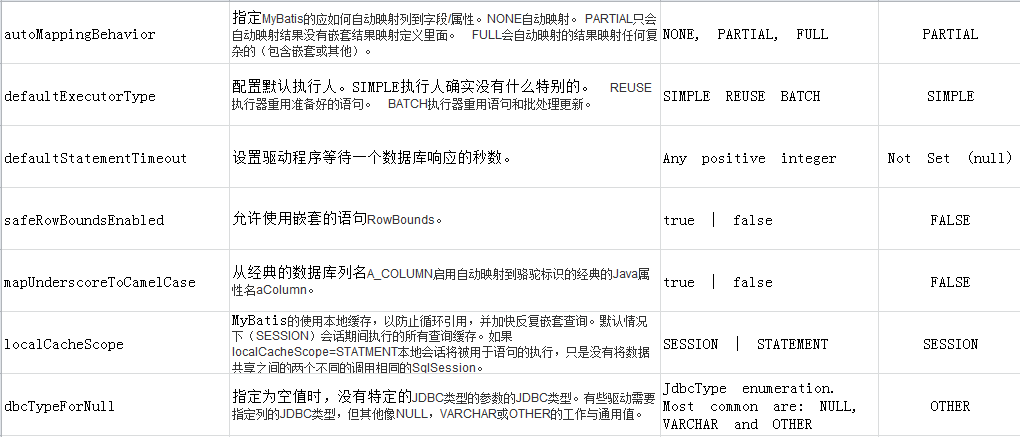 autoMappingBehavior
指定MyBatis的应如何自动映射列到字段/属性。NONE自动映射。 PARTIAL只会
自动映射结果没有嵌套结果映射定义里面。 FULL会自动映射的结果映射任何复
杂的（包含嵌套或其他）。
NONE, PARTIAL, FULL
PARTIAL
defaultExecutorType
配置默认执行人。SIMPLE执行人确实没有什么特别的。 REUSE
执行器重用准备好的语句。 BATCH执行器重用语句和批处理更新。
SIMPLE REUSE BATCH
SIMPLE
defaultStatementTimeout
设置驱动程序等待一个数据库响应的秒数。
Any positive integer
Not Set (null)
safeRowBoundsEnabled
允许使用嵌套的语句RowBounds。
true | false
FALSE
mapUnderscoreToCamelCase
从经典的数据库列名A_COLUMN启用自动映射到骆驼标识的经典的Java属
性名aColumn。
true | false
FALSE
localCacheScope
MyBatis的使用本地缓存，以防止循环引用，并加快反复嵌套查询。默认情况
下（SESSION）会话期间执行的所有查询缓存。如果
localCacheScope=STATMENT本地会话将被用于语句的执行，只是没有将数据
共享之间的两个不同的调用相同的SqlSession。
SESSION | STATEMENT
SESSION
dbcTypeForNull
指定为空值时，没有特定的JDBC类型的参数的JDBC类型。有些驱动需要
指定列的JDBC类型，但其他像NULL，VARCHAR或OTHER的工作与通用值。
JdbcType enumeration.
Most common are: NULL,
VARCHAR and OTHER
OTHER